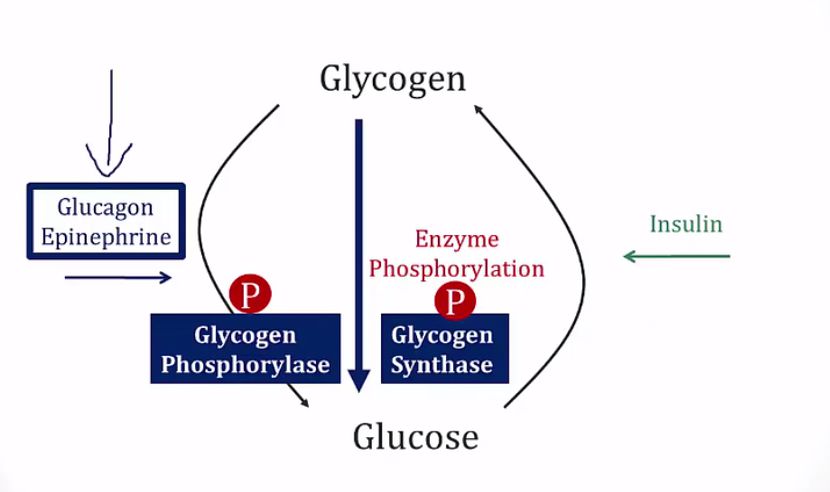 Glycogen
Glucagon
Epinephrine
Insulin
Enzyme
Phosphorylation
P
P
Glycogen
Phosphorylase
Glycogen
Synthase
Glucose